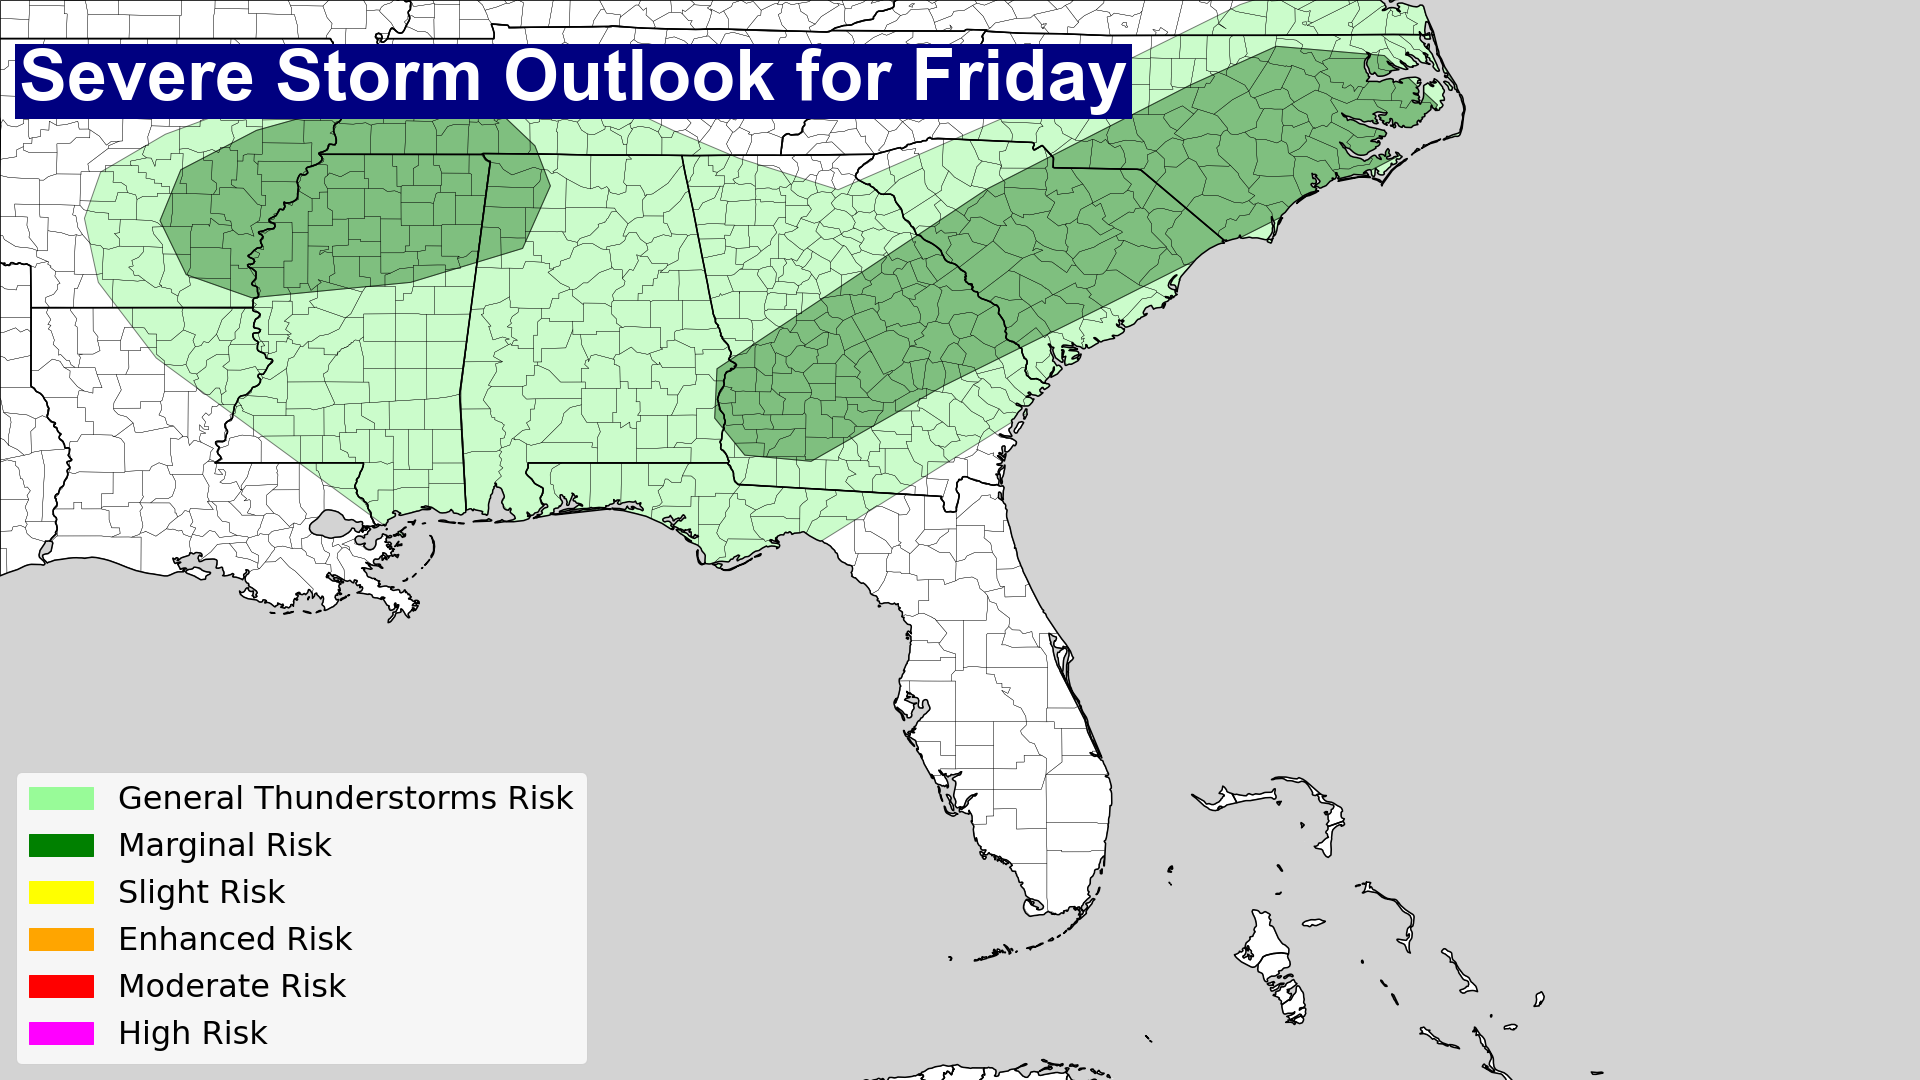 Severe Storm Outlook for Friday
General Thunderstorms Risk
Marginal Risk
Slight Risk
Enhanced Risk
Moderate Risk
High Risk